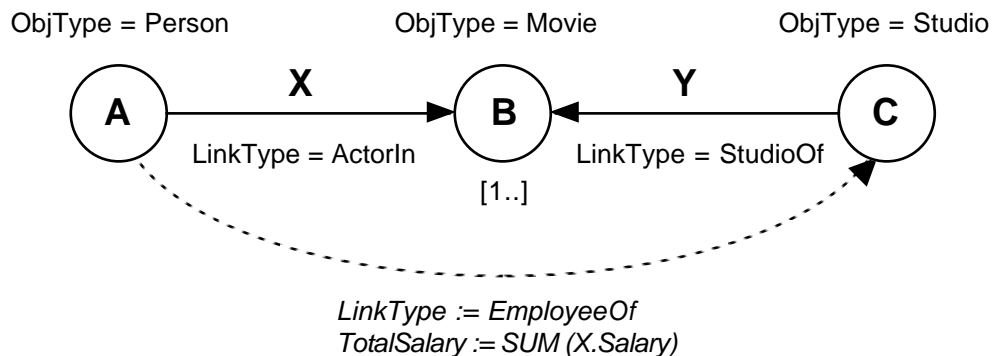 ObjType = Person
ObjType = Movie
ObjType = Studio
A
X
B
Y
C
LinkType = ActorIn
LinkType = StudioOf
[1..]
LinkType := EmployeeOf
TotalSalary := SUM (X.Salary)